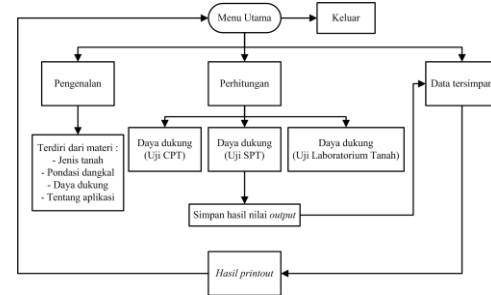 Menu Utama
Keluar
Pengenalan
Perhitungan
Data tersimpan
Terdiri dari materi :
- Jenis tanah
- Pondasi dangkal
- Daya dukung
- Tentang aplikasi
Daya dukung
(Uji CPT)
Daya dukung
(Uji SPT)
Daya dukung
(Uji Laboratorium Tanah)
Simpan hasil nilai output
Hasil printout